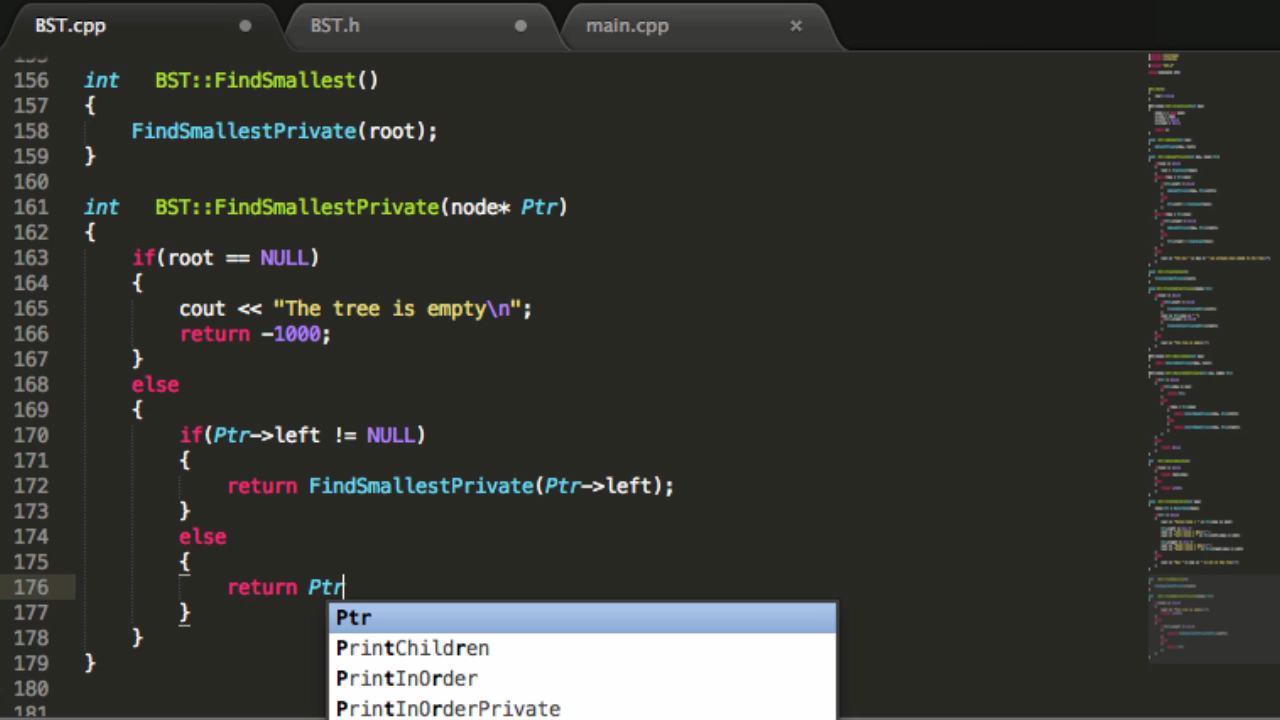 BST.cpp BST.h main.cpp ×
155
156 int BST::FindSmallest()
157 {
158 FindSmallestPrivate(root);
159 }
160
161 int BST::FindSmallestPrivate(node* Ptr)
162 {
163 if(root == NULL)
164 {
165 cout << "The tree is empty\n";
166 return -1000;
167 }
168 else
169 {
170 if(Ptr->left != NULL)
171 {
172 return FindSmallestPrivate(Ptr->left);
173 }
174 else
175 {
176 return Ptr
177 }
Ptr
178 }
PrintChildren
179 }
PrintInOrder
180
181
PrintInOrderPrivate